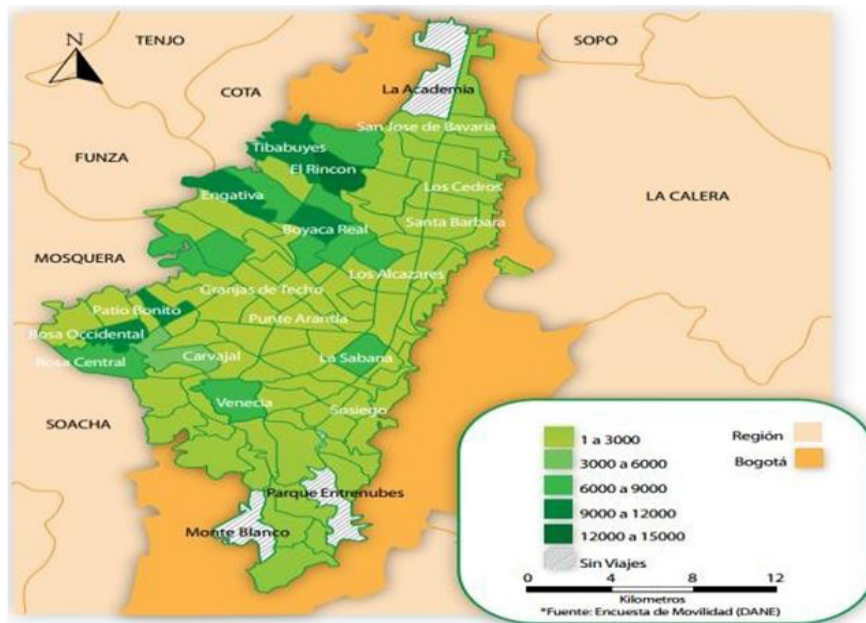 N
TENJO
SOPO
COTA
La Academia
San Jose de Bavaria
Tibabuyes
FUNZA
El Rincon
Engativa
Los Cedros
LA CALERA
Santa Barbara
Boyaca Real
MOSQUERA
Los Alcazares
Granjas de Techo
Patio Bonito
Punte Aranda
Bosa Occidental
Bosa Central
Carvajal
La Sabana
Venecia
Sosiego
SOACHA
Parque Entrenubes
Monte Blanco
1 a 3000
3000 a 6000
6000 a 9000
9000 a 12000
12000 a 15000
Sin Viajes
Región
Bogotá
0 4 8 12
Kilometros
*Fuente: Encuesta de Movilidad (DANE)